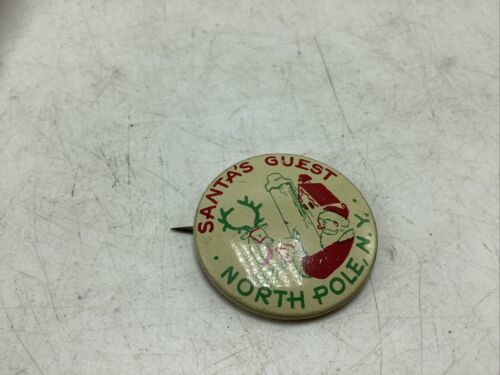 SANTA'S GUEST
· NORTH POLE, N.Y. ·